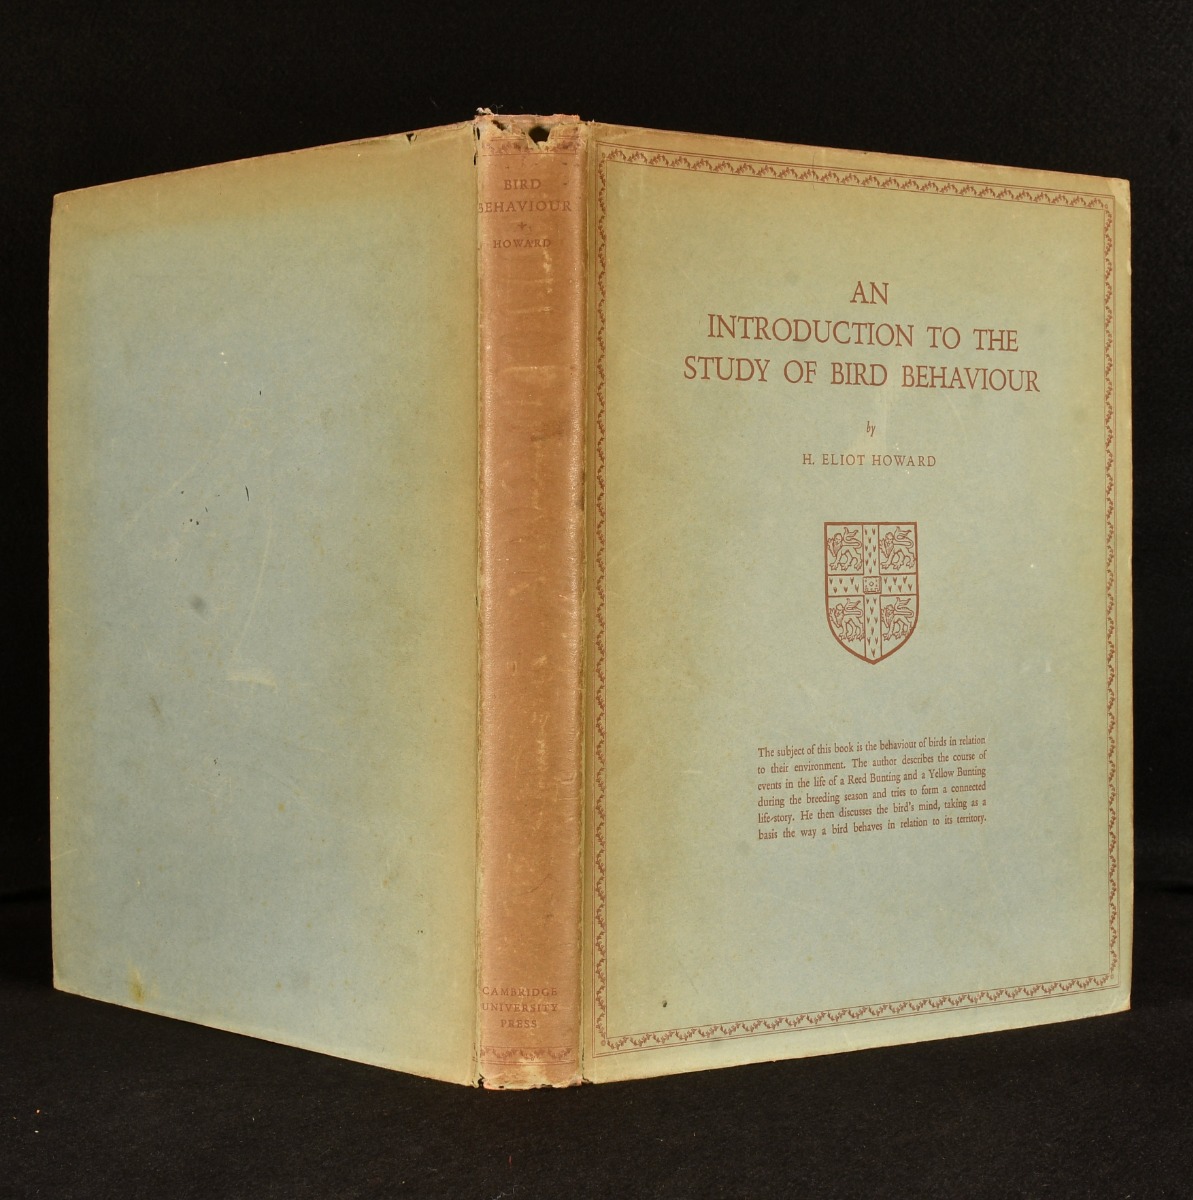 BIRD
BEHAVIOUR
HOWARD
CAMBRIDGE
UNIVERSITY
PRESS
AN
INTRODUCTION TO THE
STUDY OF BIRD BEHAVIOUR
by
H. ELIOT HOWARD
The subject of this book is the behaviour of birds in relation
to their environment. The author describes the course of
events in the life of a Reed Bunting and a Yellow Bunting
during the breeding season and tries to form a connected
life-story. He then discusses the bird's mind, taking as a
basis the way a bird behaves in relation to its territory.